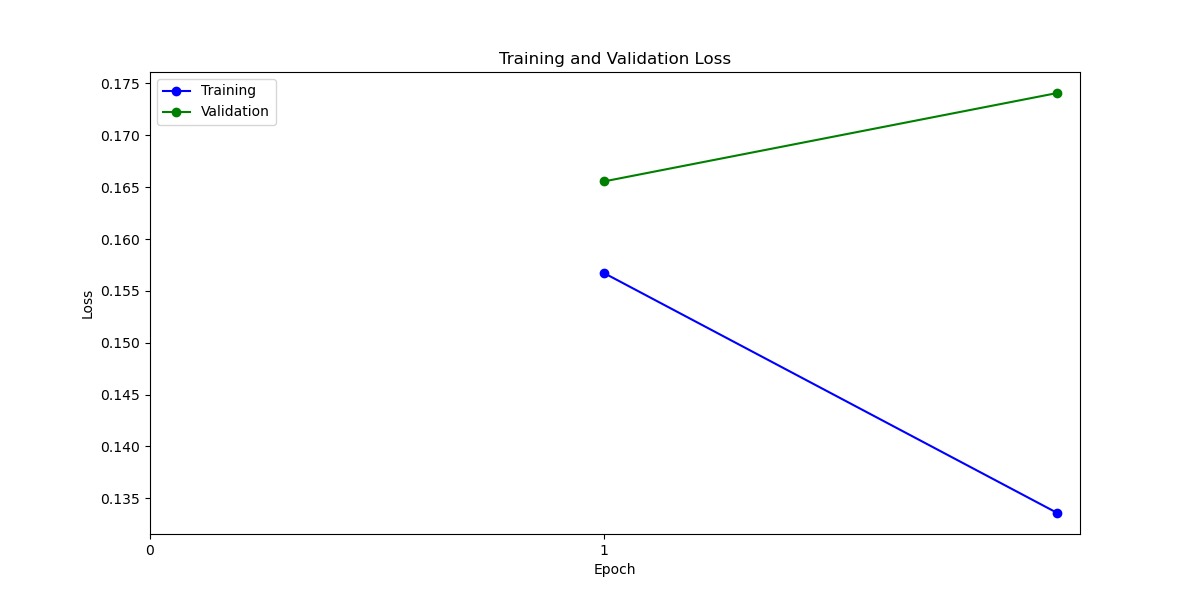 Training and Validation Loss
Training
Validation
0.175
0.170
0.165
0.160
0.155
0.150
0.145
0.140
0.135
Loss
0
1
Epoch